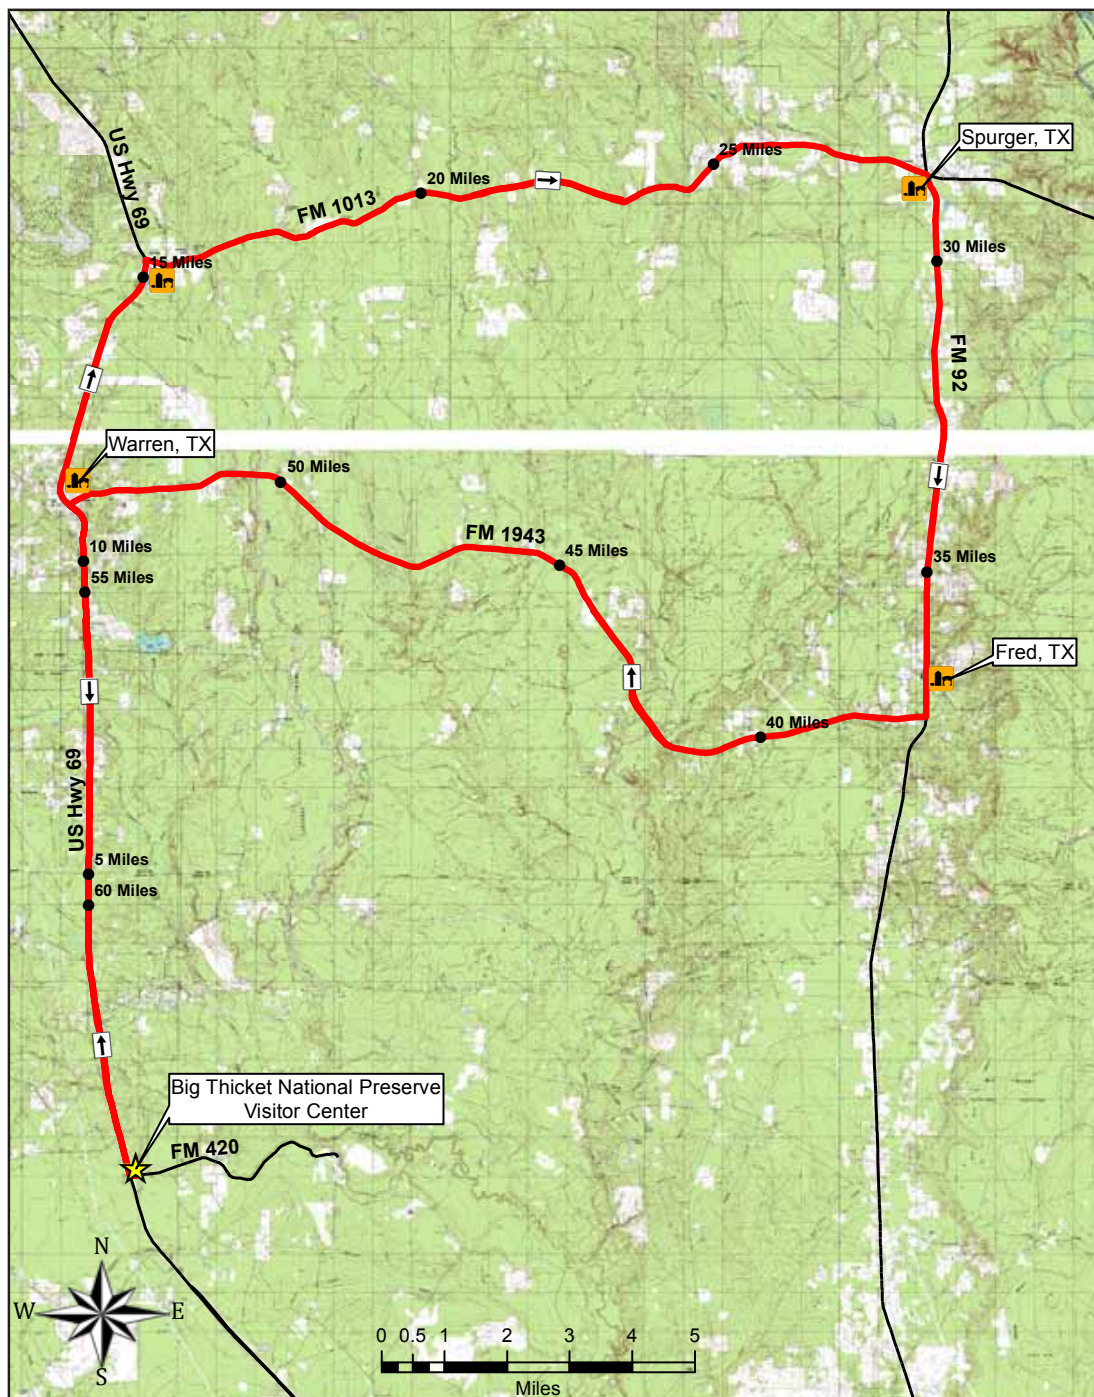 US Hwy 69
Spurger, TX
25 Miles
20 Miles
FM 1013
15 Miles
30 Miles
FM 92
Warren, TX
50 Miles
FM 1943
45 Miles
10 Miles
55 Miles
35 Miles
Fred, TX
40 Miles
US Hwy 69
5 Miles
60 Miles
Big Thicket National Preserve
Visitor Center
FM 420
N
W
E
S
0 0.5 1 2 3 4 5
Miles